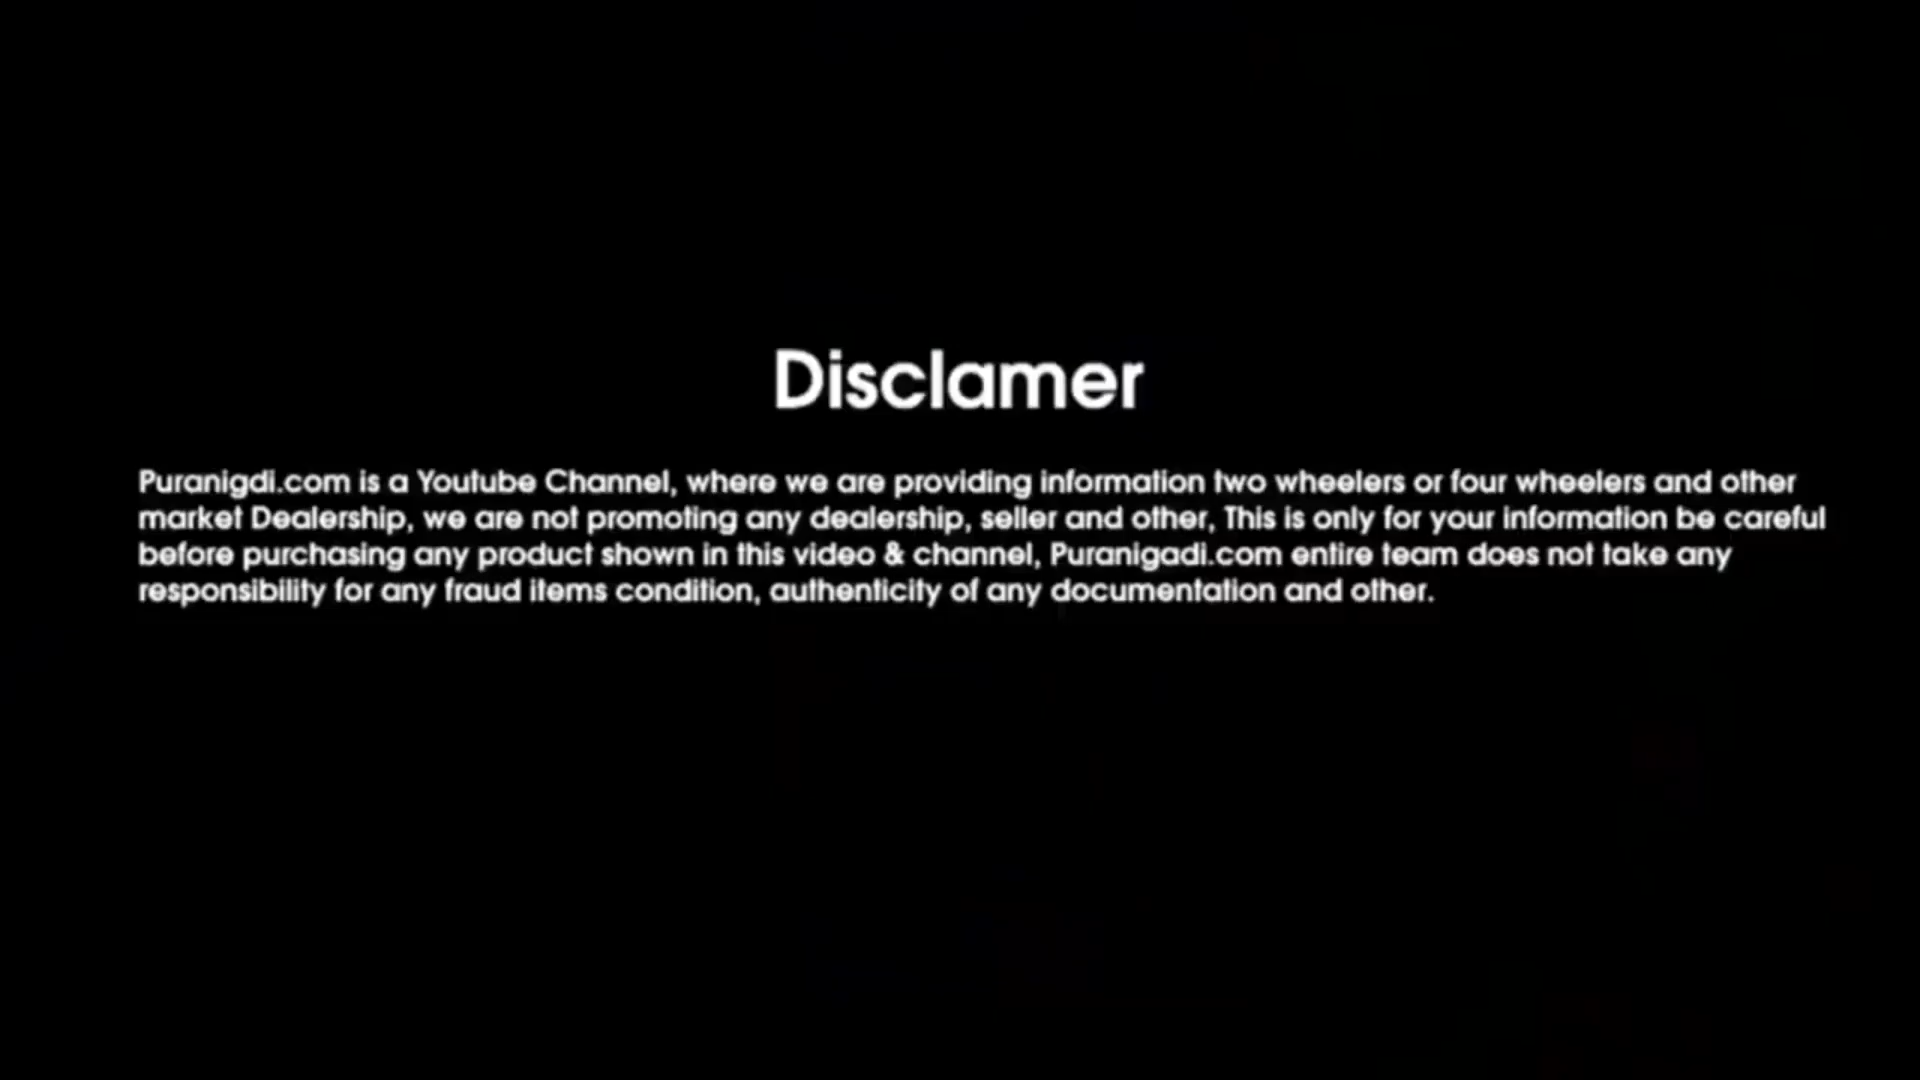 Disclamer
Puranigdi.com is a Youtube Channel, where we are providing information two wheelers or four wheelers and other
market Dealership, we are not promoting any dealership, seller and other, This is only for your information be careful
before purchasing any product shown in this video & channel, Puranigadi.com entire team does not take any
responsibility for any fraud items condition, authenticity of any documentation and other.